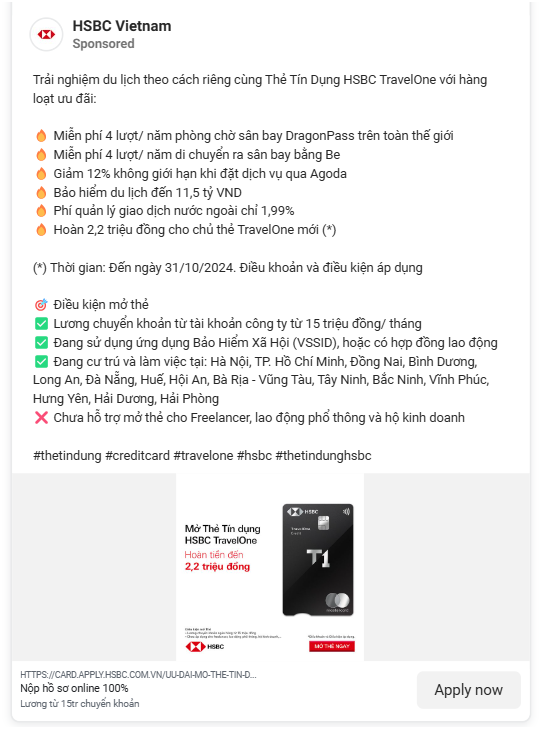 HSBC Vietnam
Sponsored
Trải nghiệm du lịch theo cách riêng cùng Thẻ Tín Dụng HSBC TravelOne với hàng
loạt ưu đãi:
🔥 Miễn phí 4 lượt/ năm phòng chờ sân bay DragonPass trên toàn thế giới
🔥 Miễn phí 4 lượt/ năm di chuyển ra sân bay bằng Be
🔥 Giảm 12% không giới hạn khi đặt dịch vụ qua Agoda
🔥 Bảo hiểm du lịch đến 11,5 tỷ VND
🔥 Phí quản lý giao dịch nước ngoài chỉ 1,99%
🔥 Hoàn 2,2 triệu đồng cho chủ thẻ TravelOne mới (*)
(*) Thời gian: Đến ngày 31/10/2024. Điều khoản và điều kiện áp dụng
🎯 Điều kiện mở thẻ
✅ Lương chuyển khoản từ tài khoản công ty từ 15 triệu đồng/ tháng
✅ Đang sử dụng ứng dụng Bảo Hiểm Xã Hội (VSSID), hoặc có hợp đồng lao động
✅ Đang cư trú và làm việc tại: Hà Nội, TP. Hồ Chí Minh, Đồng Nai, Bình Dương,
Long An, Đà Nẵng, Huế, Hội An, Bà Rịa - Vũng Tàu, Tây Ninh, Bắc Ninh, Vĩnh Phúc,
Hưng Yên, Hải Dương, Hải Phòng
❌ Chưa hỗ trợ mở thẻ cho Freelancer, lao động phổ thông và hộ kinh doanh
#thetindung #creditcard #travelone #hsbc #thetindunghsbc
Mở Thẻ Tín dụng
HSBC TravelOne
Hoàn tiền đến
2,2 triệu đồng
HSBC
TravelOne
Credit
T1
mastercard
HSBC
MỞ THẺ NGAY
HTTPS://CARD.APPLY.HSBC.COM.VN/UU-DAI-MO-THE-TIN-D...
Nộp hồ sơ online 100%
Lương từ 15tr chuyển khoản
Apply now